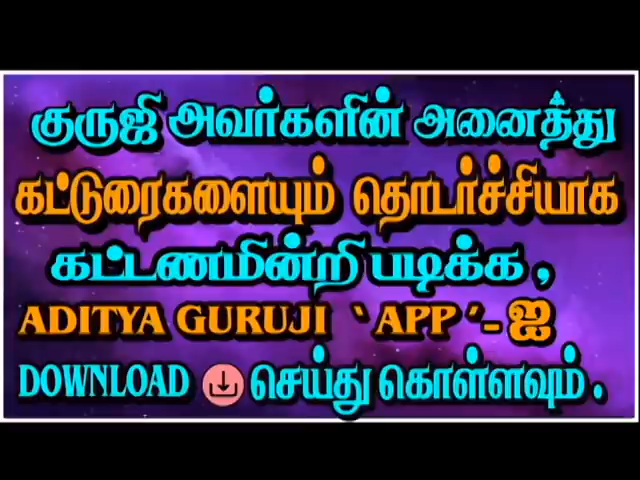 குருஜி அவர்களின் அனைத்து
கட்டுரைகளையும் தொடர்ச்சியாக
கட்டணமின்றி படிக்க ,
ADITYA GURUJI ‘ APP ’-ஐ
DOWNLOAD செய்து கொள்ளவும் .